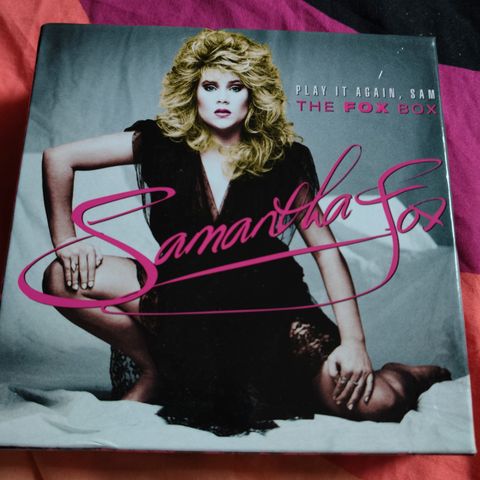 PLAY IT AGAIN, SAM
THE FOX BOX
Samantha Fox